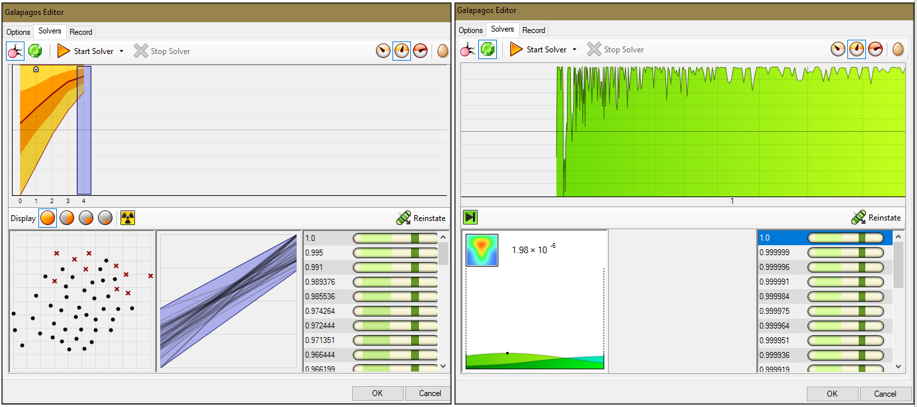 Galapagos Editor
Options Solvers Record
Start Solver Stop Solver
0 1 2 3 4
Display Reinstate
1.0
0.995
0.991
0.989376
0.985536
0.974264
0.972444
0.971351
0.966444
0.966199
OK Cancel
Galapagos Editor
Options Solvers Record
Start Solver Stop Solver
1
Reinstate
1.98 × 10 -6
1.0
0.999999
0.999996
0.999991
0.999984
0.999975
0.999964
0.999951
0.999936
0.999919
OK Cancel